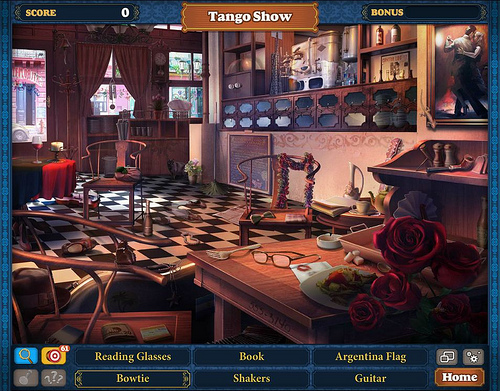 SCORE 0
Tango Show
BONUS
61
Reading Glasses Book Argentina Flag
Bowtie Shakers Guitar
Home